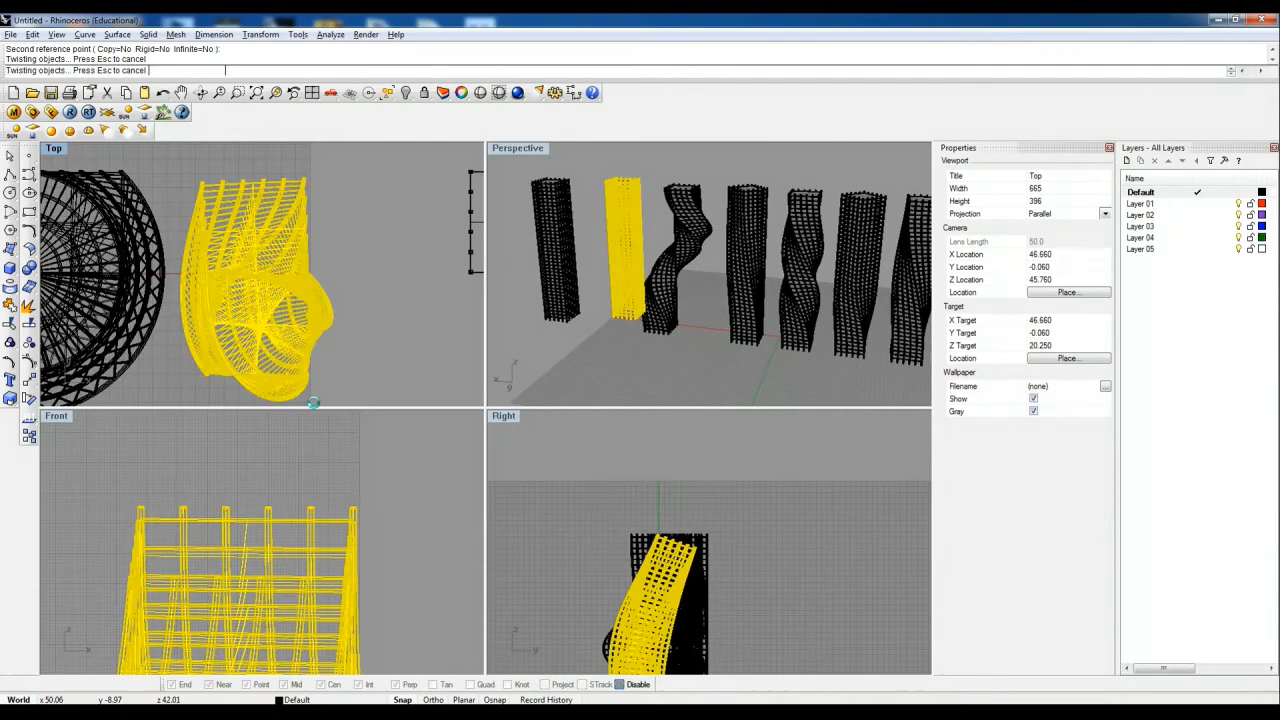 Untitled - Rhinoceros (Educational)
File Edit View Curve Surface Solid Mesh Dimension Transform Tools Analyze Render Help
Second reference point ( Copy=No Rigid=No Infinite=No ):
Twisting objects... Press Esc to cancel
Twisting objects... Press Esc to cancel
Top
Perspective
Front
Right
Properties
Viewport
Title Top
Width 665
Height 396
Projection Parallel
Camera
Lens Length 50.0
X Location 46.660
Y Location -0.060
Z Location 45.760
Location Place...
Target
X Target 46.660
Y Target -0.060
Z Target 20.250
Location Place...
Wallpaper
Filename (none) ...
Show
Gray
Layers - All Layers
Name
Default
Layer 01
Layer 02
Layer 03
Layer 04
Layer 05
End Near Point Mid Cen Int Perp Tan Quad Knot Project STrack Disable
World x 50.06 y -8.97 z 42.01 Default Snap Ortho Planar Osnap Record History